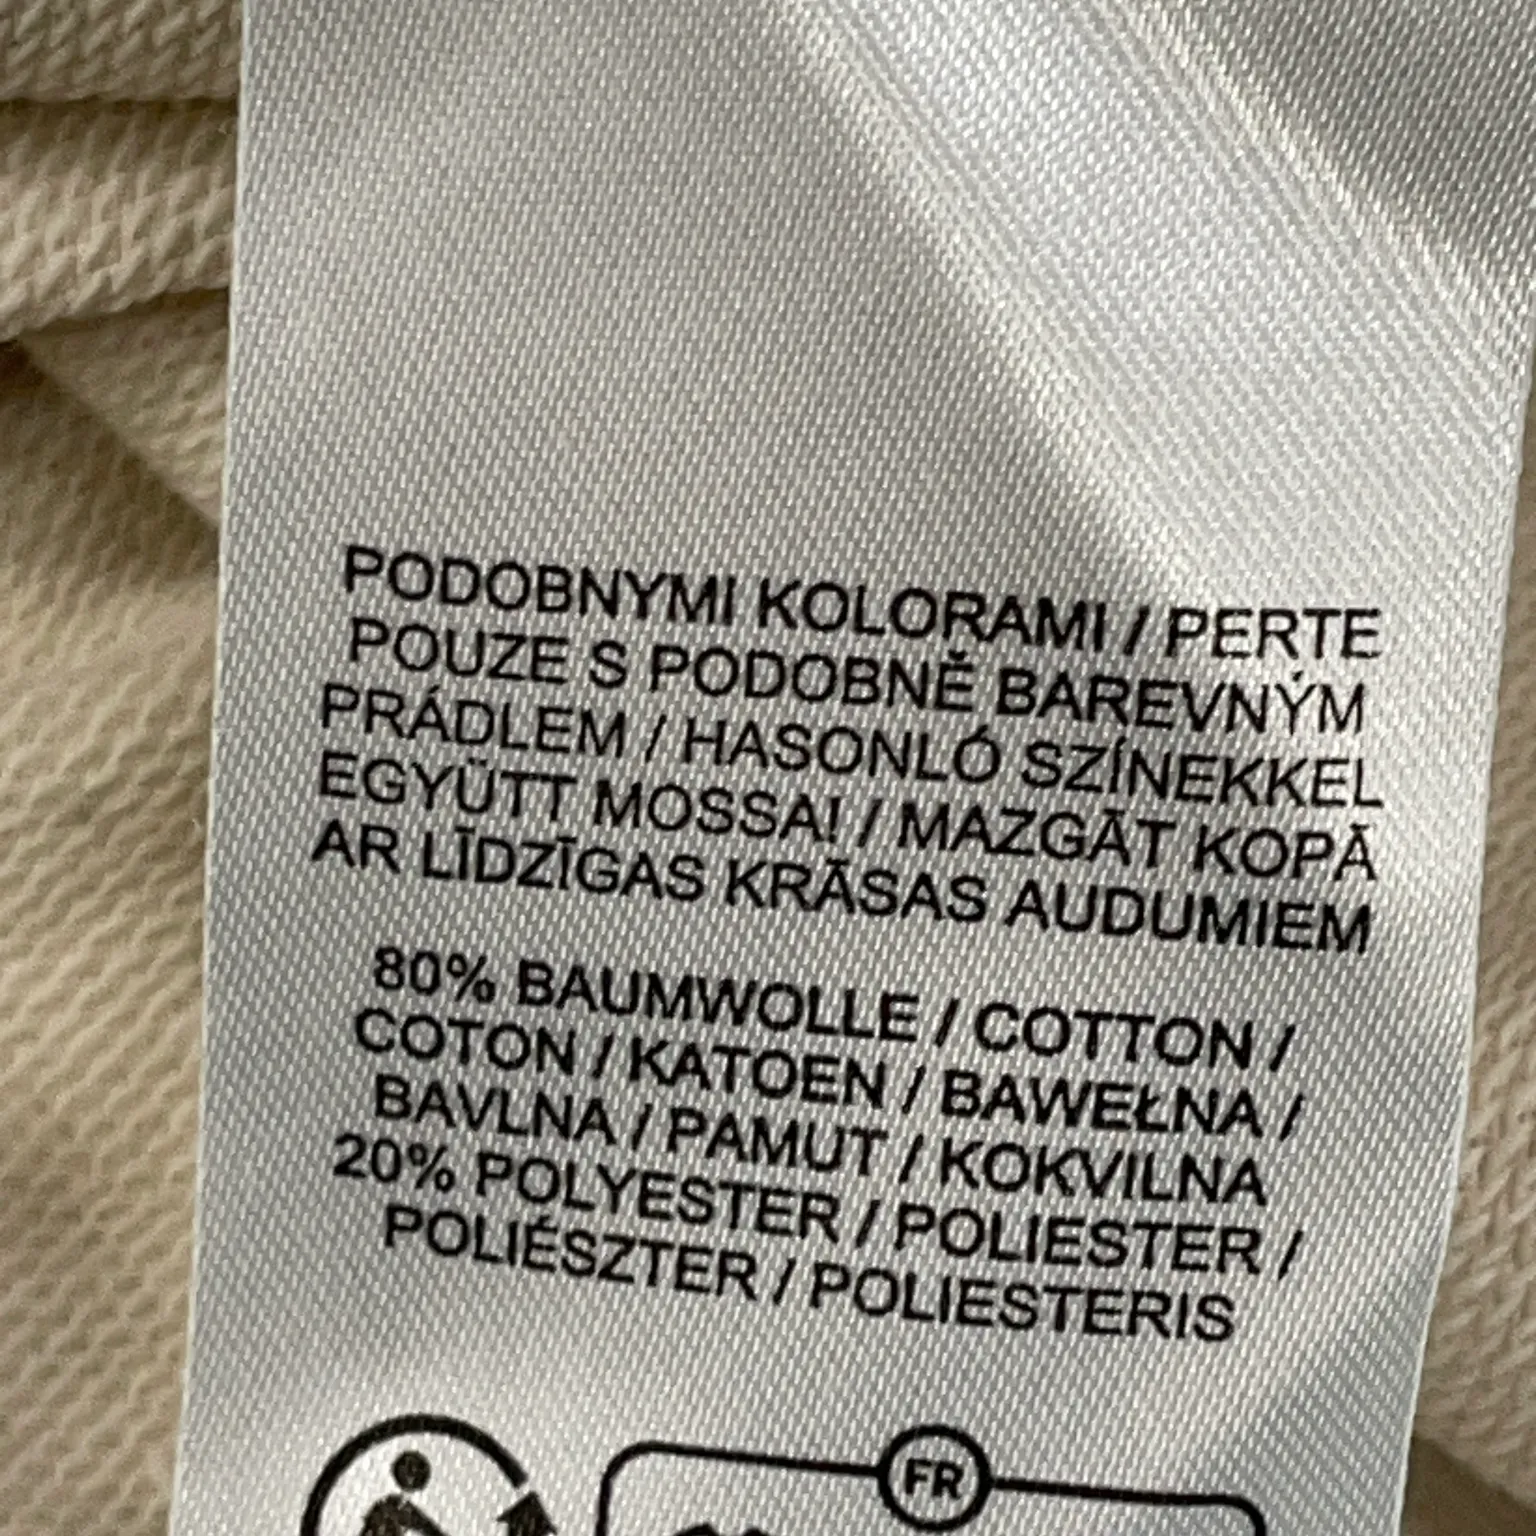 PODOBNYMI KOLORAMI / PERTE
POUZE S PODOBNĚ BAREVNÝM
PRÁDLEM / HASONLÓ SZÍNEKKEL
EGYÜTT MOSSA! / MAZGĀT KOPĀ
AR LĪDZĪGAS KRĀSAS AUDUMIEM
80% BAUMWOLLE / COTTON /
COTON / KATOEN / BAWEŁNA /
BAVLNA / PAMUT / KOKVILNA
20% POLYESTER / POLIESTER /
POLIÉSZTER / POLIESTERIS
FR